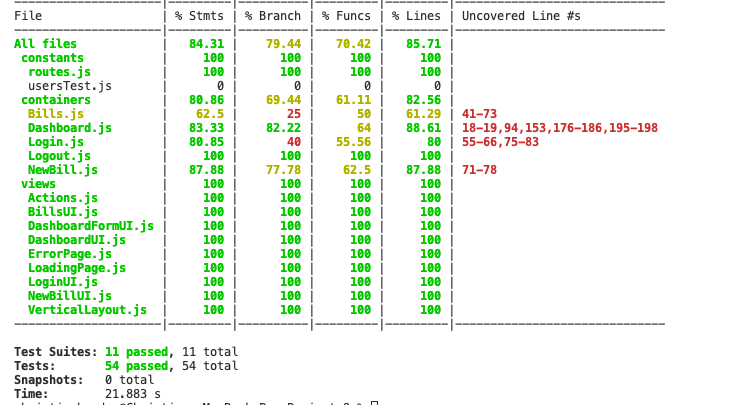 File | % Stmts | % Branch | % Funcs | % Lines | Uncovered Line #s
All files | 84.31 | 79.44 | 70.42 | 85.71 |
constants | 100 | 100 | 100 | 100 |
routes.js | 100 | 100 | 100 | 100 |
usersTest.js | 0 | 0 | 0 | 0 |
containers | 80.86 | 69.44 | 61.11 | 82.56 |
Bills.js | 62.5 | 25 | 50 | 61.29 | 41-73
Dashboard.js | 83.33 | 82.22 | 64 | 88.61 | 18-19,94,153,176-186,195-198
Login.js | 80.85 | 40 | 55.56 | 80 | 55-66,75-83
Logout.js | 100 | 100 | 100 | 100 |
NewBill.js | 87.88 | 77.78 | 62.5 | 87.88 | 71-78
views | 100 | 100 | 100 | 100 |
Actions.js | 100 | 100 | 100 | 100 |
BillsUI.js | 100 | 100 | 100 | 100 |
DashboardFormUI.js | 100 | 100 | 100 | 100 |
DashboardUI.js | 100 | 100 | 100 | 100 |
ErrorPage.js | 100 | 100 | 100 | 100 |
LoadingPage.js | 100 | 100 | 100 | 100 |
LoginUI.js | 100 | 100 | 100 | 100 |
NewBillUI.js | 100 | 100 | 100 | 100 |
VerticalLayout.js | 100 | 100 | 100 | 100 |
Test Suites: 11 passed, 11 total
Tests: 54 passed, 54 total
Snapshots: 0 total
Time: 21.883 s